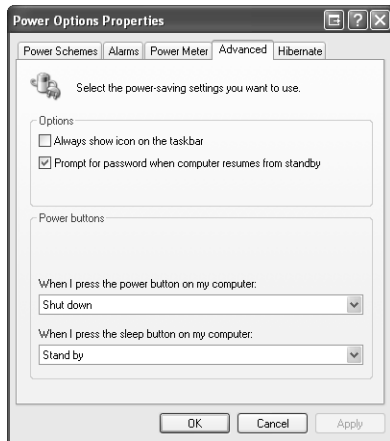 Power Options Properties
Power Schemes Alarms Power Meter Advanced Hibernate
Select the power-saving settings you want to use.
Options
Always show icon on the taskbar
Prompt for password when computer resumes from standby
Power buttons
When I press the power button on my computer:
Shut down
When I press the sleep button on my computer:
Stand by
OK Cancel Apply